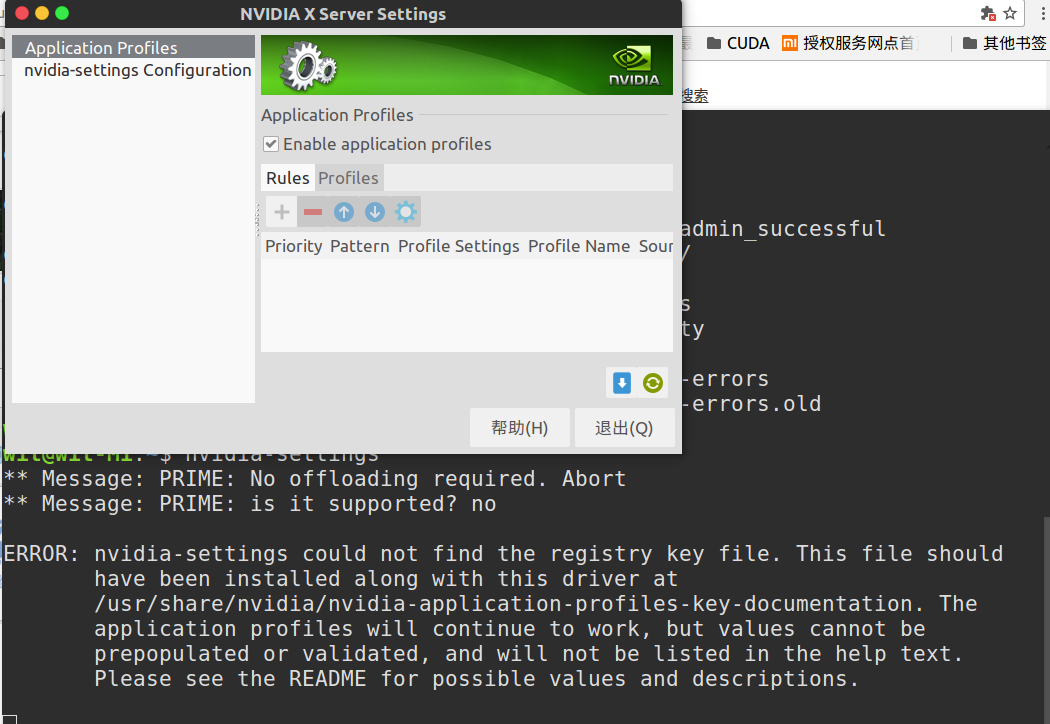 NVIDIA X Server Settings
Application Profiles
nvidia-settings Configuration
NVIDIA
Application Profiles
Enable application profiles
Rules Profiles
Priority Pattern Profile Settings Profile Name Sour
帮助(H) 退出(Q)
CUDA 授权服务网点首 其他书签
搜索
admin_successful
/
s
ty
-errors
-errors.old
wit@wit-Mi:~$ nvidia-settings
** Message: PRIME: No offloading required. Abort
** Message: PRIME: is it supported? no
ERROR: nvidia-settings could not find the registry key file. This file should
have been installed along with this driver at
/usr/share/nvidia/nvidia-application-profiles-key-documentation. The
application profiles will continue to work, but values cannot be
prepopulated or validated, and will not be listed in the help text.
Please see the README for possible values and descriptions.